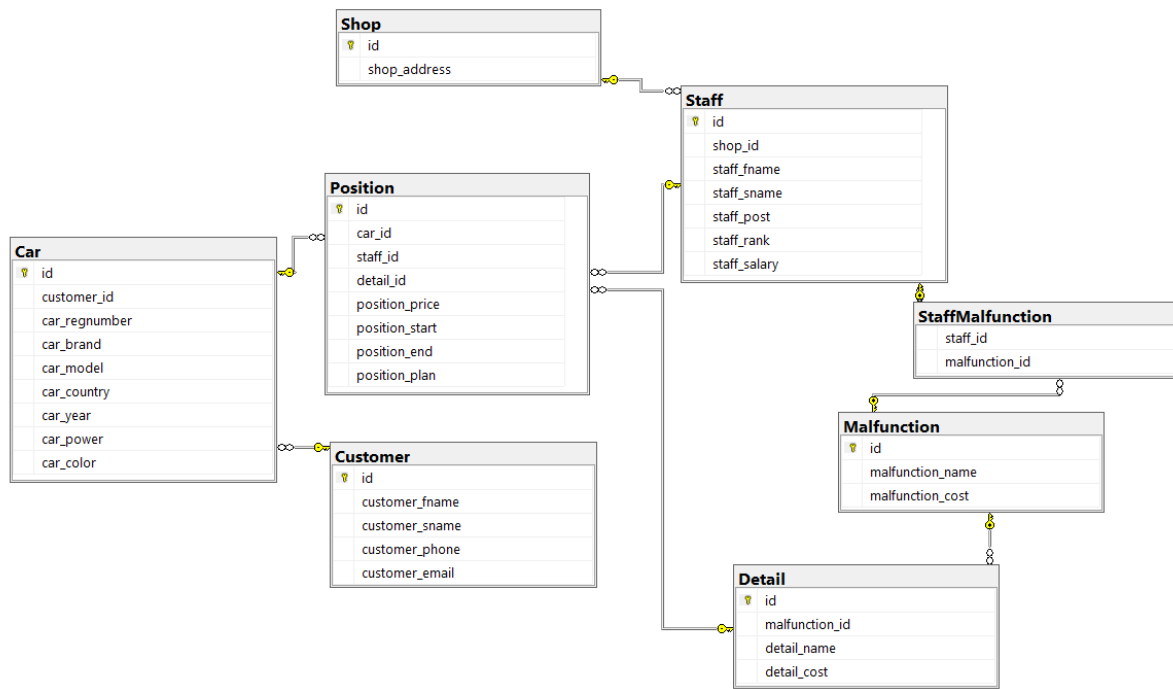 Shop
id
shop_address
Staff
id
shop_id
staff_fname
staff_sname
staff_post
staff_rank
staff_salary
Position
id
car_id
staff_id
detail_id
position_price
position_start
position_end
position_plan
Car
id
customer_id
car_regnumber
car_brand
car_model
car_country
car_year
car_power
car_color
StaffMalfunction
staff_id
malfunction_id
Malfunction
id
malfunction_name
malfunction_cost
Customer
id
customer_fname
customer_sname
customer_phone
customer_email
Detail
id
malfunction_id
detail_name
detail_cost